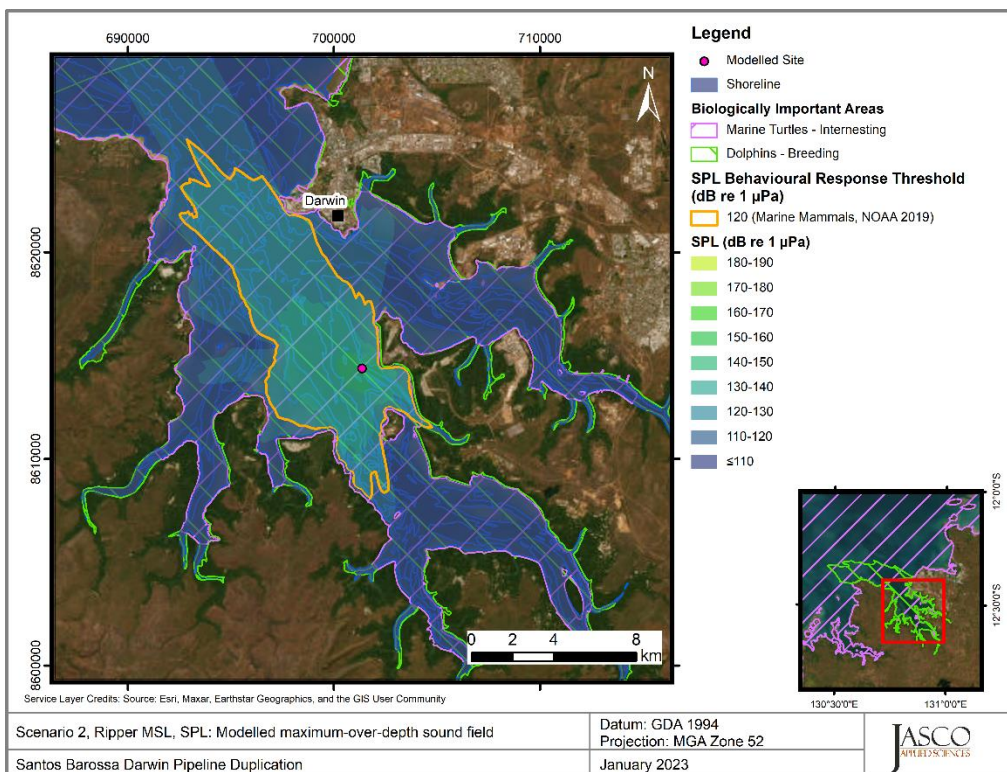 690000 700000 710000
8620000
8610000
8600000
N
Darwin
0 2 4 8
km
Service Layer Credits: Source: Esri, Maxar, Earthstar Geographics, and the GIS User Community
Legend
Modelled Site
Shoreline
Biologically Important Areas
Marine Turtles - Internesting
Dolphins - Breeding
SPL Behavioural Response Threshold
(dB re 1 µPa)
120 (Marine Mammals, NOAA 2019)
SPL (dB re 1 µPa)
180-190
170-180
160-170
150-160
140-150
130-140
120-130
110-120
≤110
12°0'0"S
12°30'0"S
130°30'0"E 131°0'0"E
Scenario 2, Ripper MSL, SPL: Modelled maximum-over-depth sound field
Santos Barossa Darwin Pipeline Duplication
Datum: GDA 1994
Projection: MGA Zone 52
January 2023
JASCO
APPLIED SCIENCES